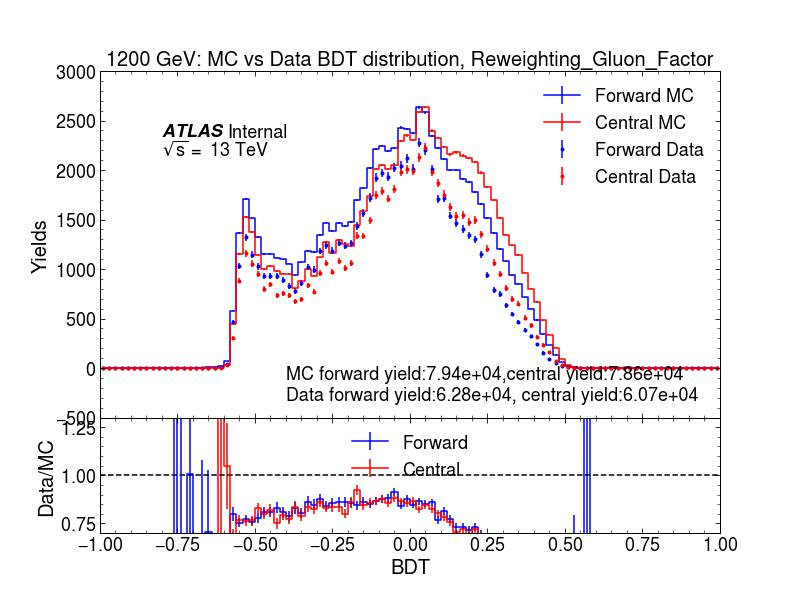 1200 GeV: MC vs Data BDT distribution, Reweighting_Gluon_Factor
3000
2500
2000
1500
1000
500
0
−500
Yields
ATLAS Internal
√s = 13 TeV
Forward MC
Central MC
Forward Data
Central Data
MC forward yield:7.94e+04,central yield:7.86e+04
Data forward yield:6.28e+04, central yield:6.07e+04
1.25
1.00
0.75
Data/MC
Forward
Central
−1.00 −0.75 −0.50 −0.25 0.00 0.25 0.50 0.75 1.00
BDT